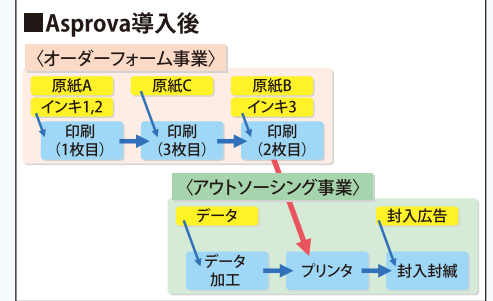 ■Asprova導入後
〈オーダーフォーム事業〉
原紙A
原紙C
原紙B
インキ1,2
インキ3
印刷
(1枚目)
印刷
(3枚目)
印刷
(2枚目)
〈アウトソーシング事業〉
データ
封入広告
データ
加工
プリンタ
封入封緘